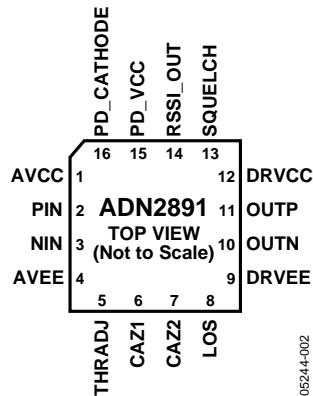 PD_CATHODE
PD_VCC
RSSI_OUT
SQUELCH
16 15 14 13
AVCC 1
PIN 2
NIN 3
AVEE 4
ADN2891
TOP VIEW
(Not to Scale)
12 DRVCC
11 OUTP
10 OUTN
9 DRVEE
5 6 7 8
THRADJ
CAZ1
CAZ2
LOS
05244-002